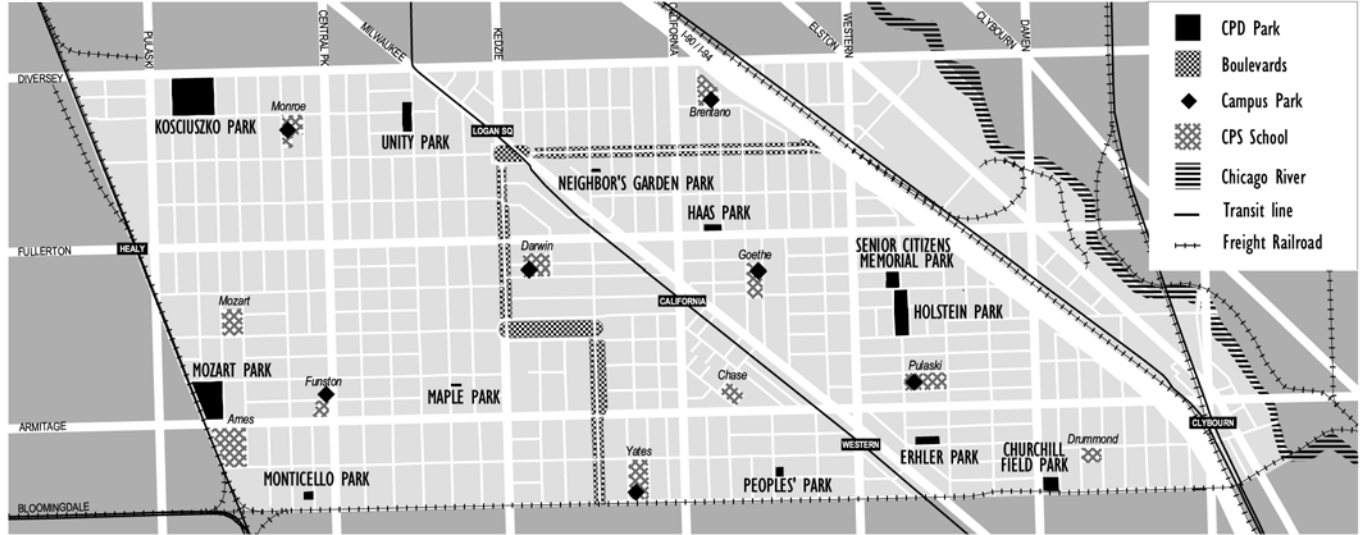 PULASKI
CENTRAL PK
MILWAUKEE
KEDZIE
CALIFORNIA
I-90 / I-94
ELSTON
WESTERN
CLYBOURN
DAMEN
CPD Park
Boulevards
Campus Park
CPS School
Chicago River
Transit line
Freight Railroad
DIVERSEY
KOSCIUSZKO PARK
Monroe
UNITY PARK
LOGAN SQ
Brentano
NEIGHBOR'S GARDEN PARK
HAAS PARK
FULLERTON
HEALY
Darwin
Goethe
SENIOR CITIZENS
MEMORIAL PARK
Mozart
CALIFORNIA
HOLSTEIN PARK
MOZART PARK
Funston
MAPLE PARK
Chase
Pulaski
ARMITAGE
Ames
CLYBOURN
WESTERN
Yates
ERHLER PARK
CHURCHILL
FIELD PARK
Drummond
MONTICELLO PARK
PEOPLES' PARK
BLOOMINGDALE